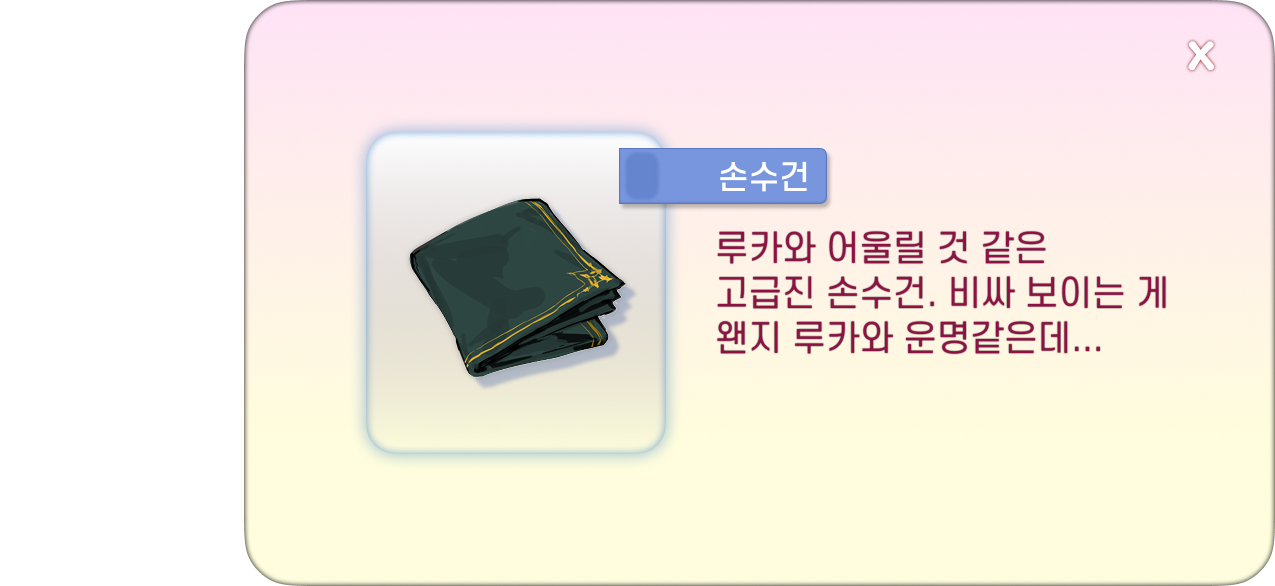 손수건
루카와 어울릴 것 같은
고급진 손수건. 비싸 보이는 게
왠지 루카와 운명같은데...